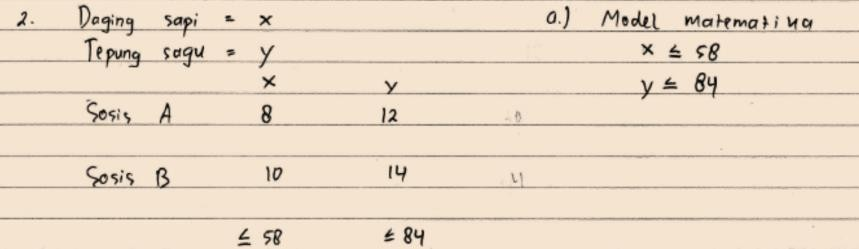 2. Daging sapi = x
Tepung sagu = y
x y
Sosis A 8 12
Sosis B 10 14
≤ 58 ≤ 84
a.) Model matematika
x ≤ 58
y ≤ 84